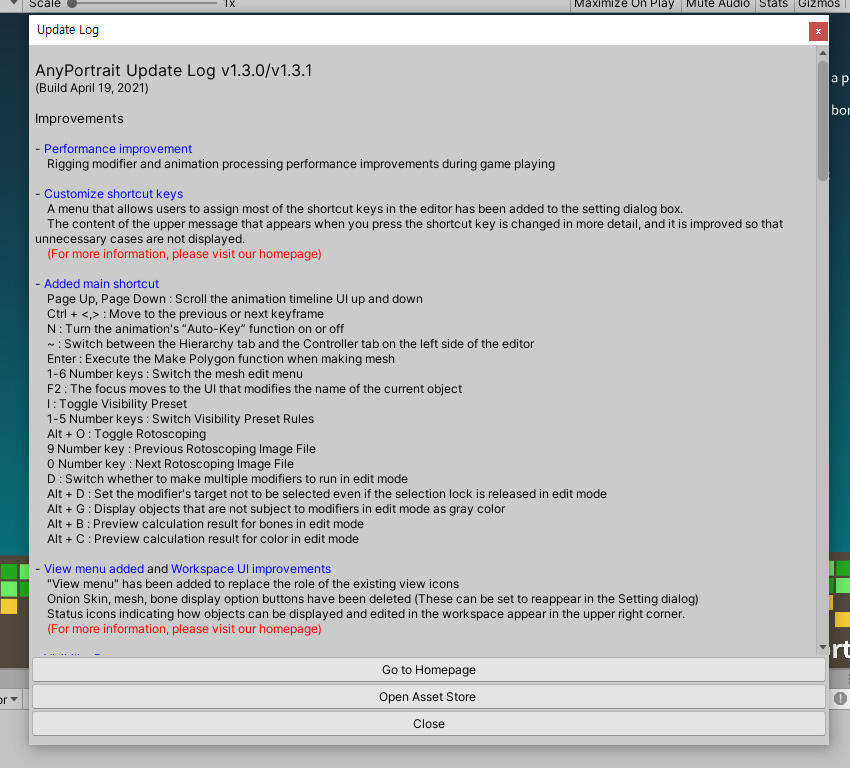 Scale 1x Maximize On Play Mute Audio Stats Gizmos
Update Log
x
AnyPortrait Update Log v1.3.0/v1.3.1
(Build April 19, 2021)
Improvements
- Performance improvement
Rigging modifier and animation processing performance improvements during game playing
- Customize shortcut keys
A menu that allows users to assign most of the shortcut keys in the editor has been added to the setting dialog box.
The content of the upper message that appears when you press the shortcut key is changed in more detail, and it is improved so that
unnecessary cases are not displayed.
(For more information, please visit our homepage)
- Added main shortcut
Page Up, Page Down : Scroll the animation timeline UI up and down
Ctrl + <,> : Move to the previous or next keyframe
N : Turn the animation's “Auto-Key” function on or off
~ : Switch between the Hierarchy tab and the Controller tab on the left side of the editor
Enter : Execute the Make Polygon function when making mesh
1-6 Number keys : Switch the mesh edit menu
F2 : The focus moves to the UI that modifies the name of the current object
I : Toggle Visibility Preset
1-5 Number keys : Switch Visibility Preset Rules
Alt + O : Toggle Rotoscoping
9 Number key : Previous Rotoscoping Image File
0 Number key : Next Rotoscoping Image File
D : Switch whether to make multiple modifiers to run in edit mode
Alt + D : Set the modifier's target not to be selected even if the selection lock is released in edit mode
Alt + G : Display objects that are not subject to modifiers in edit mode as gray color
Alt + B : Preview calculation result for bones in edit mode
Alt + C : Preview calculation result for color in edit mode
- View menu added and Workspace UI improvements
"View menu" has been added to replace the role of the existing view icons
Onion Skin, mesh, bone display option buttons have been deleted (These can be set to reappear in the Setting dialog)
Status icons indicating how objects can be displayed and edited in the workspace appear in the upper right corner.
(For more information, please visit our homepage)
Go to Homepage
Open Asset Store
Close
a p
bor
ort
or